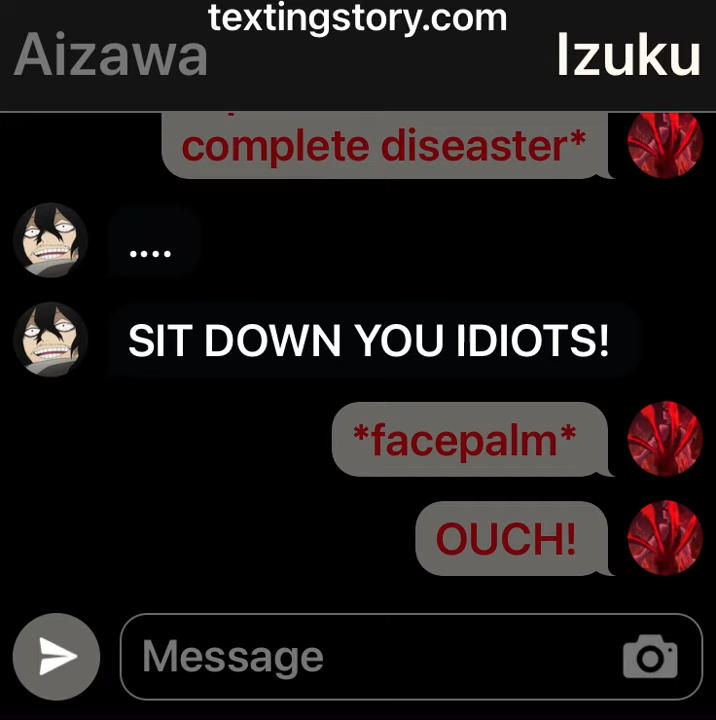 textingstory.com
Aizawa Izuku
complete diseaster*
....
SIT DOWN YOU IDIOTS!
*facepalm*
OUCH!
Message